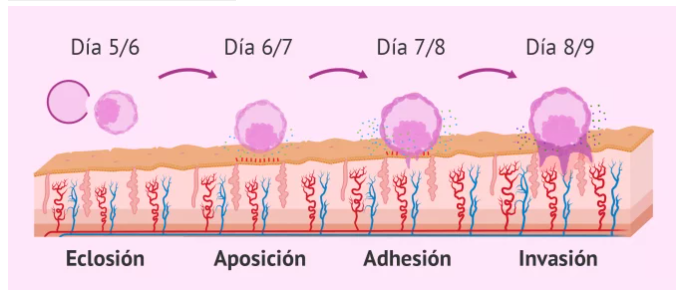 Día 5/6 Día 6/7 Día 7/8 Día 8/9
Eclosión Aposición Adhesión Invasión